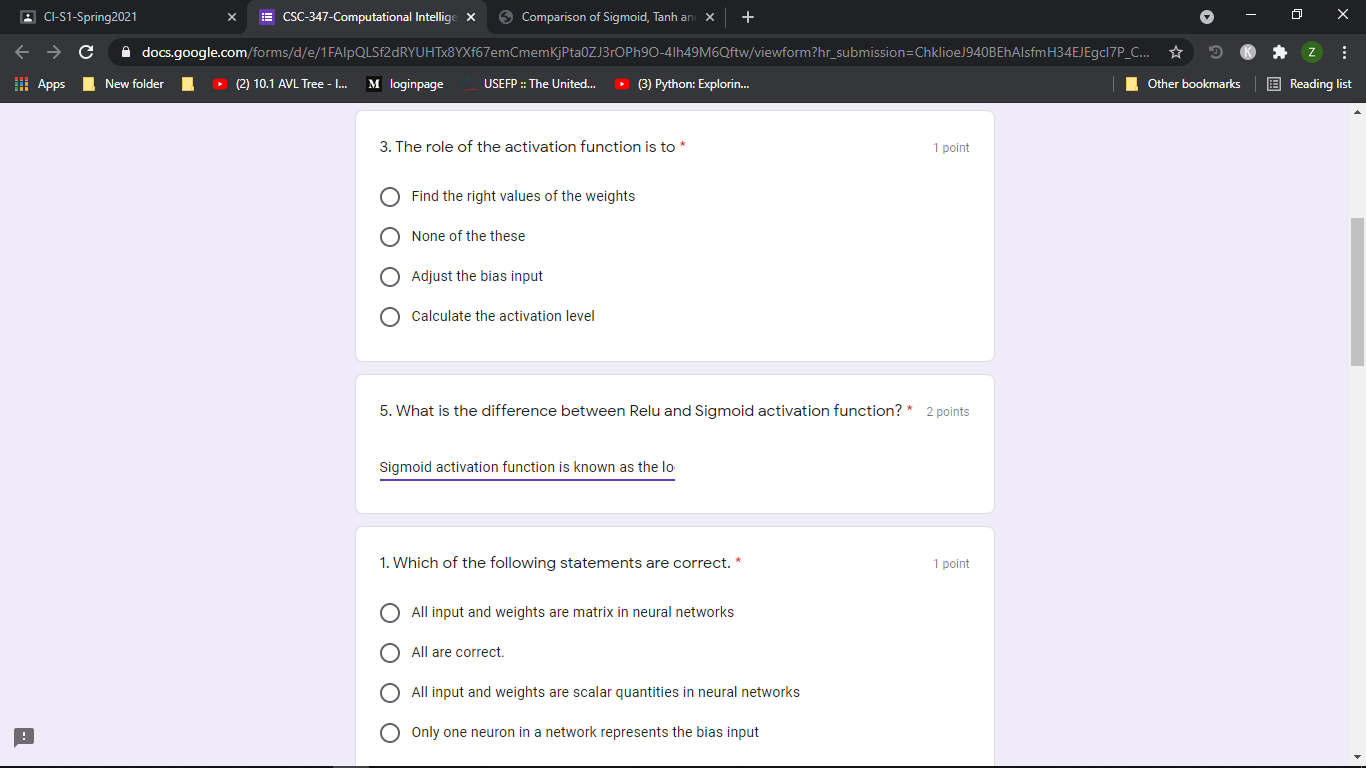 CI-S1-Spring2021
CSC-347-Computational Intellige
Comparison of Sigmoid, Tanh an
docs.google.com/forms/d/e/1FAIpQLSf2dRYUHTx8YXf67emCmemKjPta0ZJ3rOPh9O-4Ih49M6Qftw/viewform?hr_submission=ChkIioeJ940BEhAIsfmH34EJEgcI7P_C...
K
Z
Apps
New folder
(2) 10.1 AVL Tree - I...
M loginpage
USEFP :: The United...
(3) Python: Explorin...
Other bookmarks
Reading list
3. The role of the activation function is to *
1 point
Find the right values of the weights
None of the these
Adjust the bias input
Calculate the activation level
5. What is the difference between Relu and Sigmoid activation function? *
2 points
Sigmoid activation function is known as the lo
1. Which of the following statements are correct. *
1 point
All input and weights are matrix in neural networks
All are correct.
All input and weights are scalar quantities in neural networks
Only one neuron in a network represents the bias input